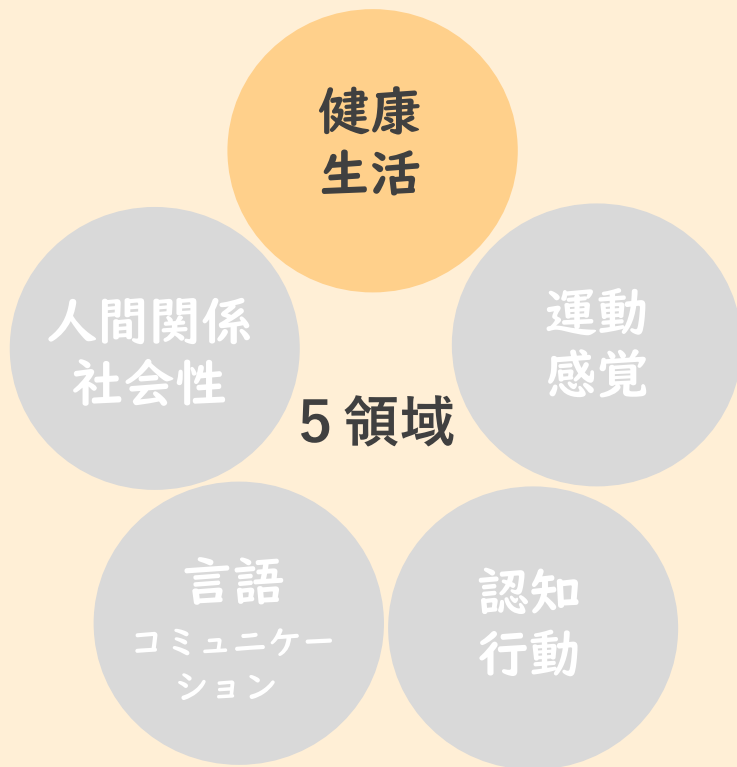 健康
生活
人間関係
社会性
運動
感覚
5領域
言語
コミュニケー
ション
認知
行動